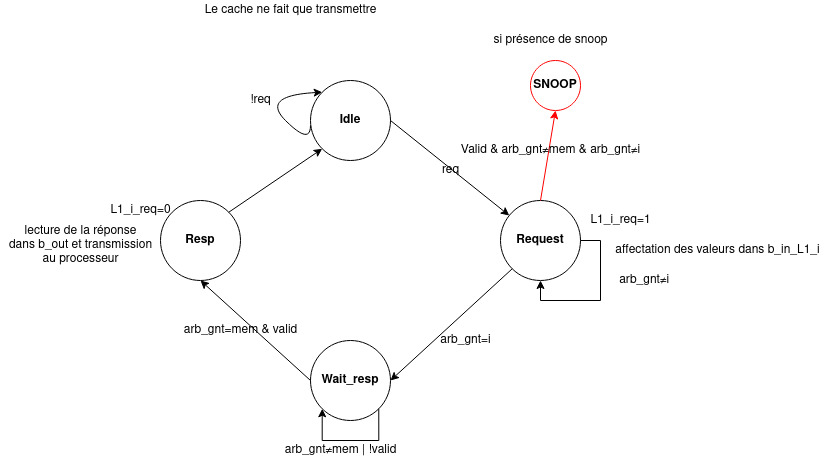 Le cache ne fait que transmettre
si présence de snoop
SNOOP
!req
Idle
Valid & arb_gnt≠mem & arb_gnt≠i
req
L1_i_req=0
lecture de la réponse
dans b_out et transmission
au processeur
Resp
Request
L1_i_req=1
affectation des valeurs dans b_in_L1_i
arb_gnt≠i
arb_gnt=mem & valid
arb_gnt=i
Wait_resp
arb_gnt≠mem | !valid